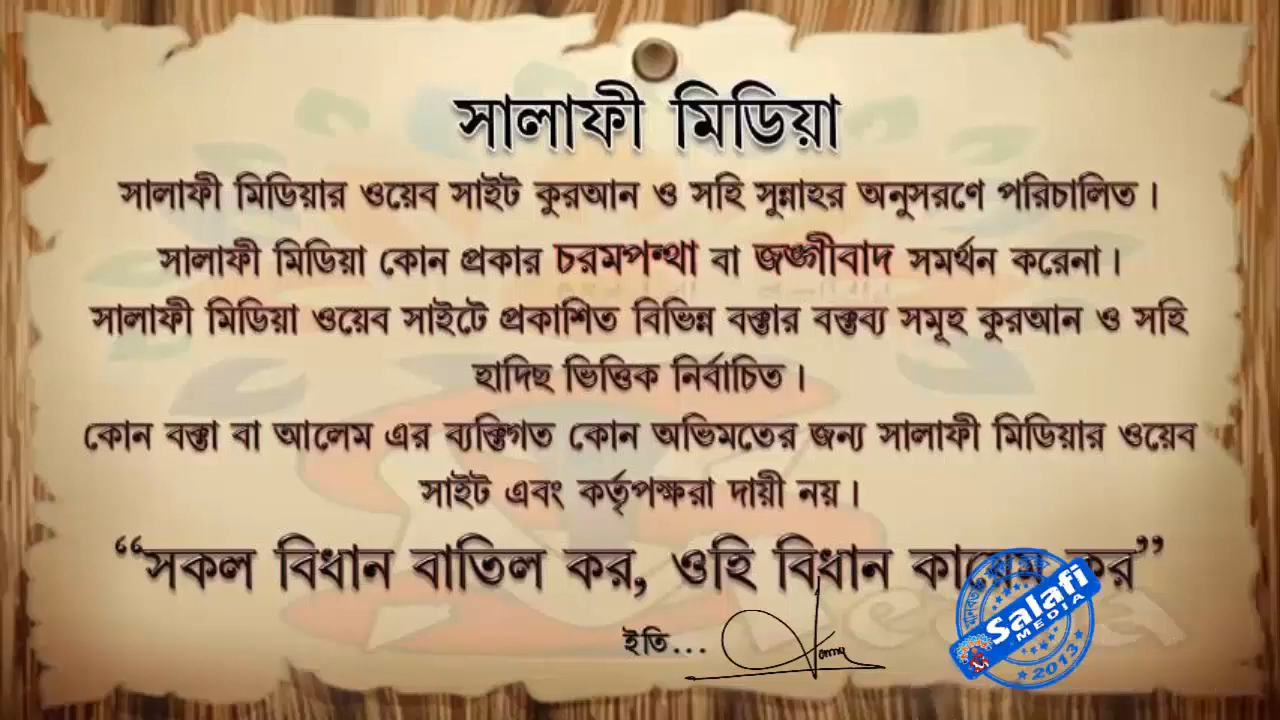 সালাফী মিডিয়া
সালাফী মিডিয়ার ওয়েব সাইট কুরআন ও সহি সুন্নাহর অনুসরণে পরিচালিত।
সালাফী মিডিয়া কোন প্রকার চরমপন্থা বা জঙ্গীবাদ সমর্থন করেনা।
সালাফী মিডিয়া ওয়েব সাইটে প্রকাশিত বিভিন্ন বক্তার বক্তব্য সমূহ কুরআন ও সহি
হাদিছ ভিত্তিক নির্বাচিত।
কোন বক্তা বা আলেম এর ব্যক্তিগত কোন অভিমতের জন্য সালাফী মিডিয়ার ওয়েব
সাইট এবং কর্তৃপক্ষরা দায়ী নয়।
“সকল বিধান বাতিল কর, ওহি বিধান কায়েম কর”
ইতি...
Salafi
MEDIA
2013